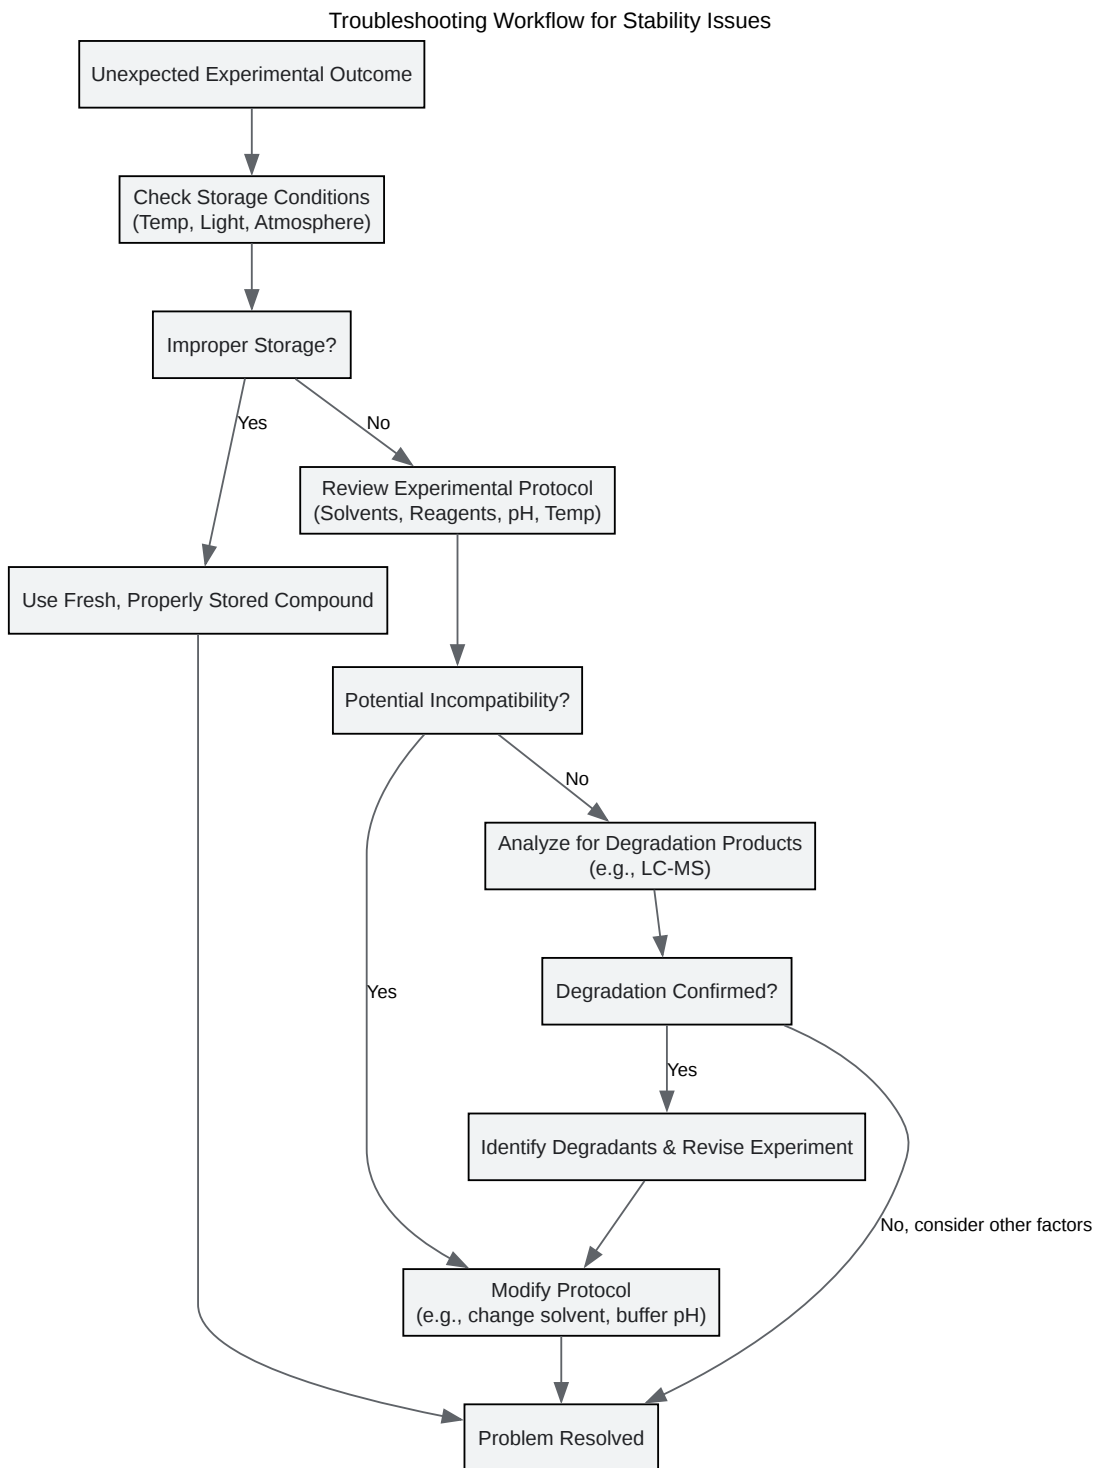 Troubleshooting Workflow for Stability Issues
Unexpected Experimental Outcome
Check Storage Conditions
(Temp, Light, Atmosphere)
Improper Storage?
Yes
No
Review Experimental Protocol
(Solvents, Reagents, pH, Temp)
Use Fresh, Properly Stored Compound
Potential Incompatibility?
No
Analyze for Degradation Products
(e.g., LC-MS)
Yes
Degradation Confirmed?
Yes
Identify Degradants & Revise Experiment
No, consider other factors
Modify Protocol
(e.g., change solvent, buffer pH)
Problem Resolved